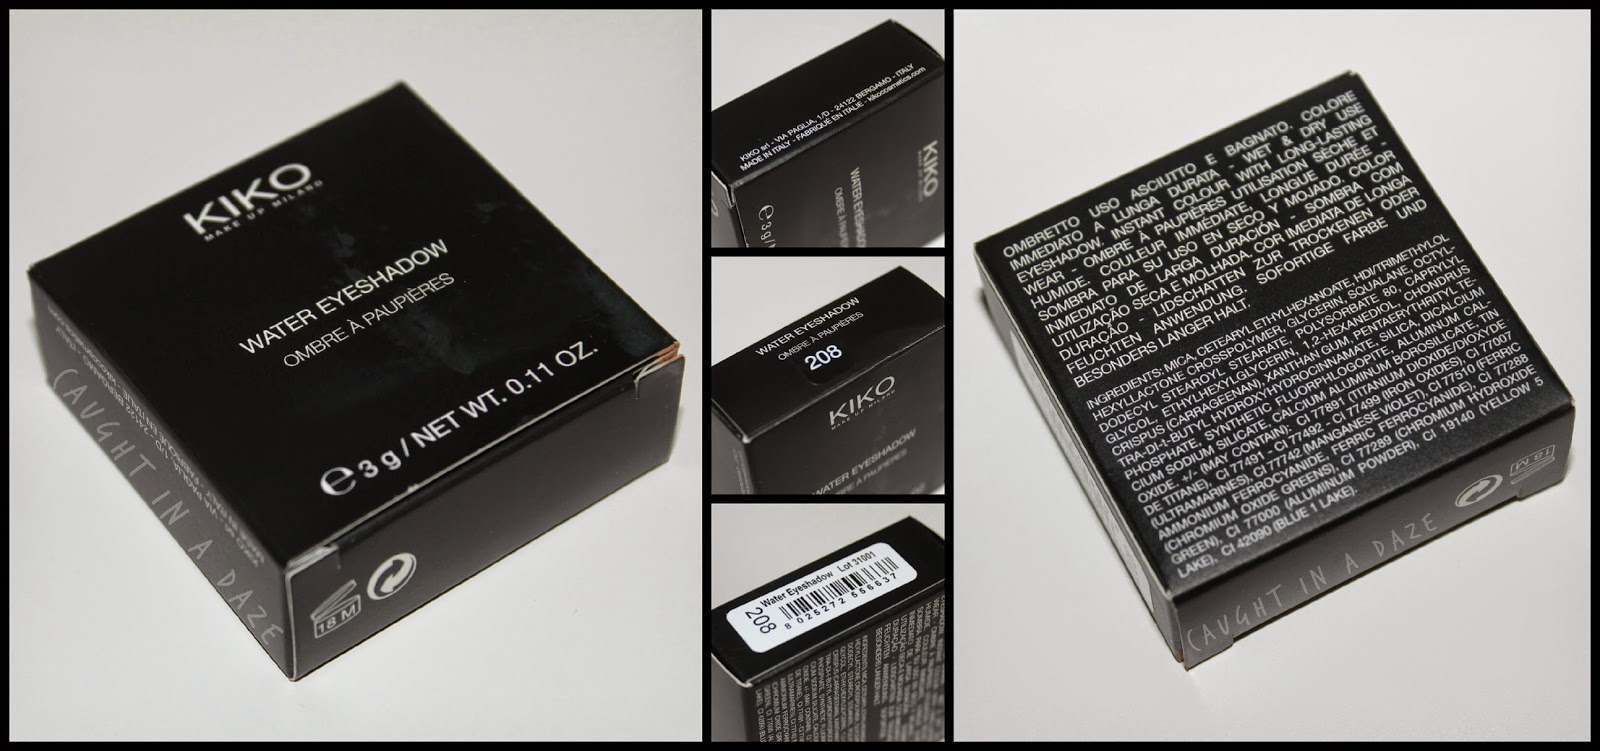 KIKO
MAKE UP MILANO
WATER EYESHADOW
OMBRE À PAUPIÈRES
℮ 3 g / NET WT. 0.11 OZ.
18 M
CAUGHT IN A DAZE
KIKO srl - VIA PAGLIA, 1/D - 24122 BERGAMO - ITALY
MADE IN ITALY - FABRIQUÉ EN ITALIE - kikocosmetics.com
KIKO
WATER EYESHADOW
OMBRE À PAUPIÈRES
℮ 3 g /
WATER EYESHADOW
OMBRE À PAUPIÈRES
208
KIKO
MAKE UP MILANO
WATER EYESHADOW
OMBRE À PAUPIÈRES
Water Eyeshadow Lot 31001
208
8 025272 556637
OMBRETTO USO ASCIUTTO E BAGNATO. COLORE
IMMEDIATO A LUNGA DURATA - WET & DRY USE
EYESHADOW. INSTANT COLOUR WITH LONG-LASTING
WEAR - OMBRE À PAUPIÈRES UTILISATION SÈCHE ET
HUMIDE. COULEUR IMMÉDIATE, LONGUE DURÉE -
SOMBRA PARA SU USO EN SECO Y MOJADO. COLOR
INMEDIATO DE LARGA DURACIÓN - SOMBRA COM
UTILIZAÇÃO SECA E MOLHADA. COR IMEDIATA DE LONGA
DURAÇÃO - LIDSCHATTEN ZUR TROCKENEN ODER
FEUCHTEN ANWENDUNG. SOFORTIGE FARBE UND
BESONDERS LANGER HALT.
INGREDIENTS: MICA, CETEARYL ETHYLHEXANOATE, HDI/TRIMETHYLOL
HEXYLLACTONE CROSSPOLYMER, GLYCERIN, SQUALANE, OCTYL-
DODECYL STEAROYL STEARATE, POLYSORBATE 80, CAPRYLYL
GLYCOL, ETHYLHEXYLGLYCERIN, 1,2-HEXANEDIOL, CHONDRUS
CRISPUS (CARRAGEENAN), XANTHAN GUM, PENTAERYTHRITYL TE-
TRA-DI-t-BUTYL HYDROXYHYDROCINNAMATE, SILICA, DICALCIUM
PHOSPHATE, SYNTHETIC FLUORPHLOGOPITE, ALUMINUM CAL-
CIUM SODIUM SILICATE, CALCIUM ALUMINUM BOROSILICATE, TIN
OXIDE. +/- (MAY CONTAIN): CI 77891 (TITANIUM DIOXIDE/DIOXYDE
DE TITANE), CI 77491 - CI 77492 - CI 77499 (IRON OXIDES), CI 77007
(ULTRAMARINES), CI 77742 (MANGANESE VIOLET), CI 77510 (FERRIC
AMMONIUM FERROCYANIDE, FERRIC FERROCYANIDE), CI 77288
(CHROMIUM OXIDE GREENS), CI 77289 (CHROMIUM HYDROXIDE
GREEN), CI 77000 (ALUMINUM POWDER), CI 19140 (YELLOW 5
LAKE), CI 42090 (BLUE 1 LAKE).
18 M
CAUGHT IN A DAZE